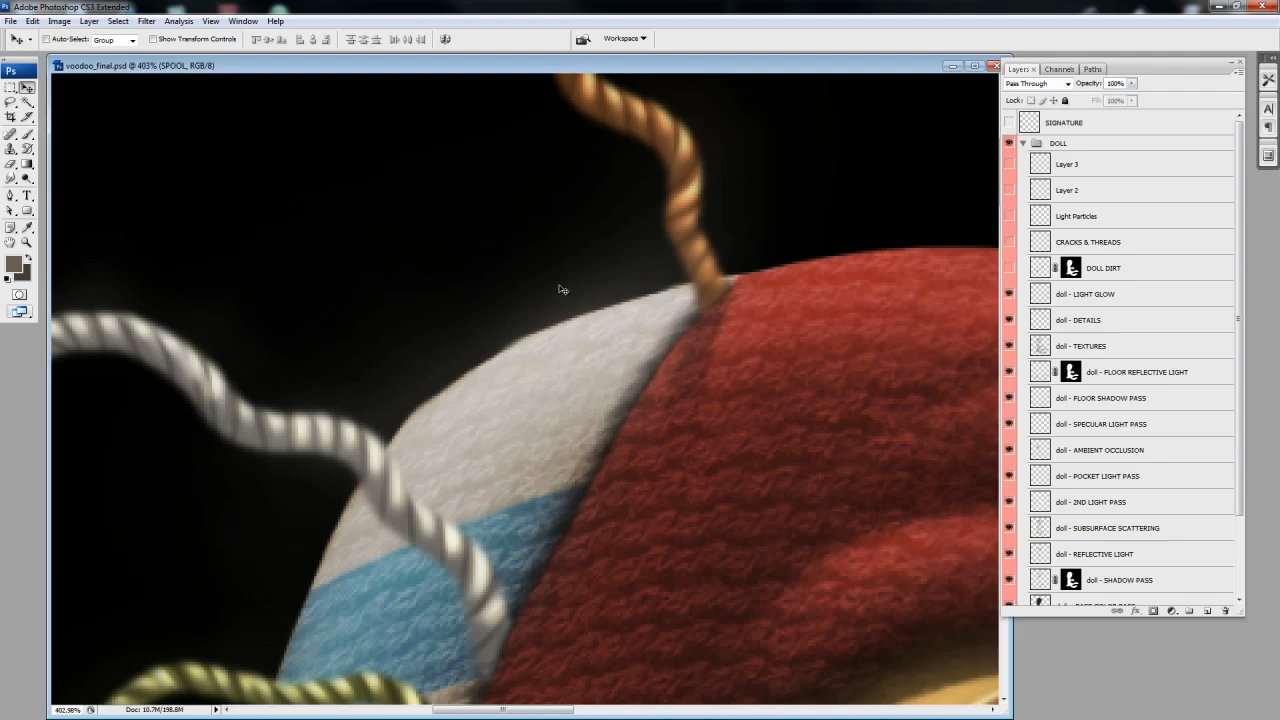 Adobe Photoshop CS3 Extended
File Edit Image Layer Select Filter Analysis View Window Help
Auto-Select: Group Show Transform Controls Workspace
voodoo_final.psd @ 403% (SPOOL, RGB/8)
Ps
Layers Channels Paths
Pass Through Opacity: 100%
Lock: Fill: 100%
SIGNATURE
DOLL
Layer 3
Layer 2
Light Particles
CRACKS & THREADS
DOLL DIRT
doll - LIGHT GLOW
doll - DETAILS
doll - TEXTURES
doll - FLOOR REFLECTIVE LIGHT
doll - FLOOR SHADOW PASS
doll - SPECULAR LIGHT PASS
doll - AMBIENT OCCLUSION
doll - POCKET LIGHT PASS
doll - 2ND LIGHT PASS
doll - SUBSURFACE SCATTERING
doll - REFLECTIVE LIGHT
doll - SHADOW PASS
402.98% Doc: 10.7M/198.8M